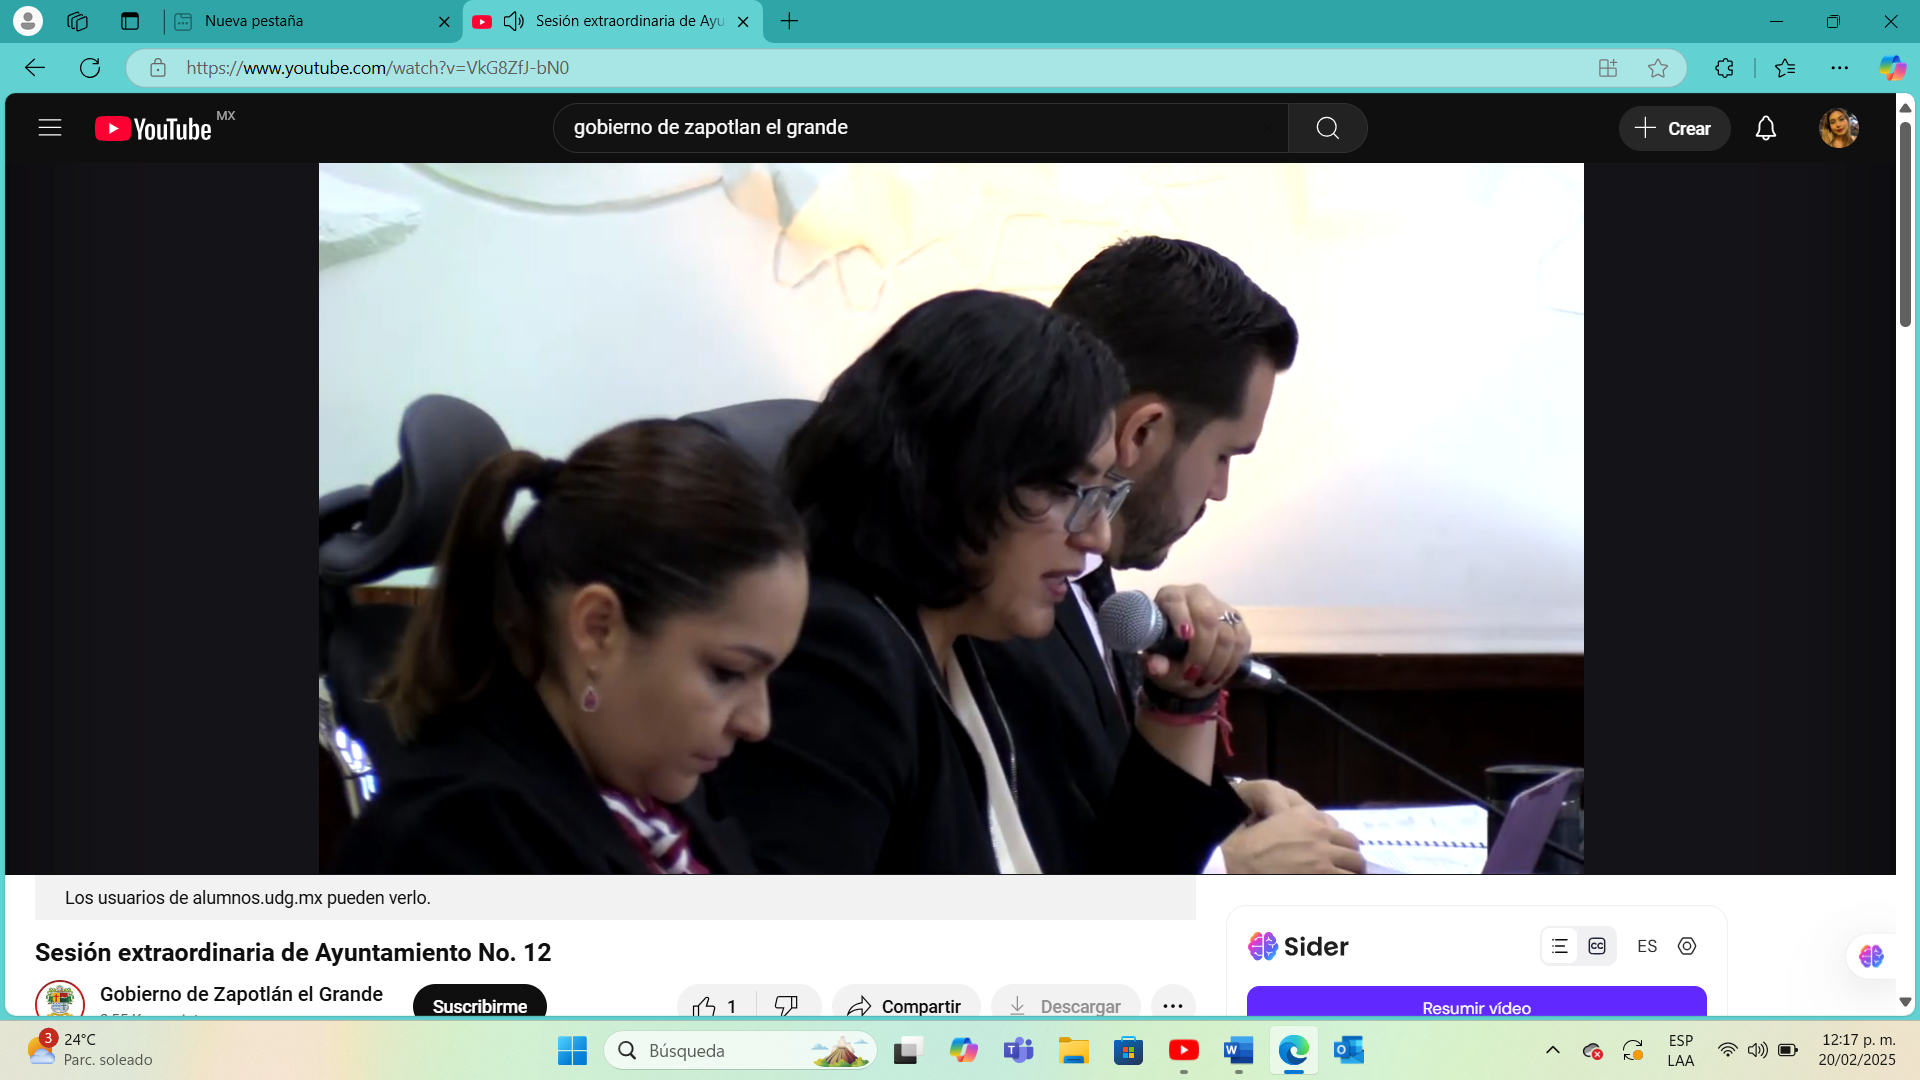 Nueva pestaña
Sesión extraordinaria de Ayu
https://www.youtube.com/watch?v=VkG8ZfJ-bN0
YouTube MX
gobierno de zapotlan el grande
Crear
Los usuarios de alumnos.udg.mx pueden verlo.
Sesión extraordinaria de Ayuntamiento No. 12
Gobierno de Zapotlán el Grande
Suscribirme
1
Compartir
Descargar
Sider
CC
ES
Resumir vídeo
3
24°C
Parc. soleado
Búsqueda
ESP
LAA
12:17 p. m.
20/02/2025